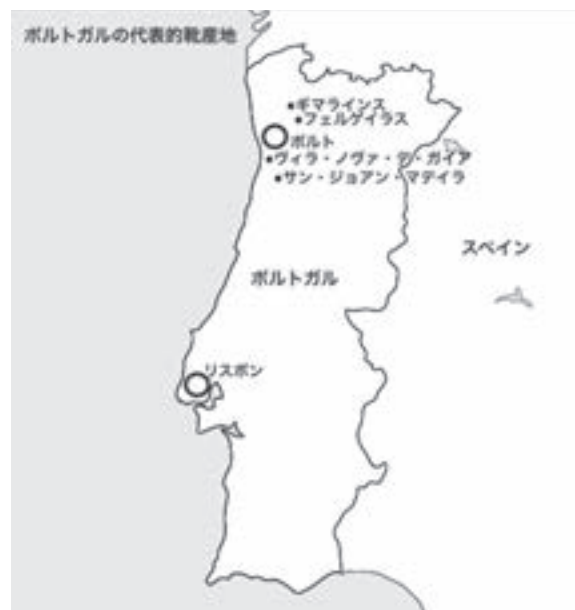 ポルトガルの代表的靴産地
•ギマラインス
•フェルゲイラス
ポルト
•ヴィラ・ノヴァ・デ・ガイア
•サン・ジョアン・マデイラ
スペイン
ポルトガル
リスボン